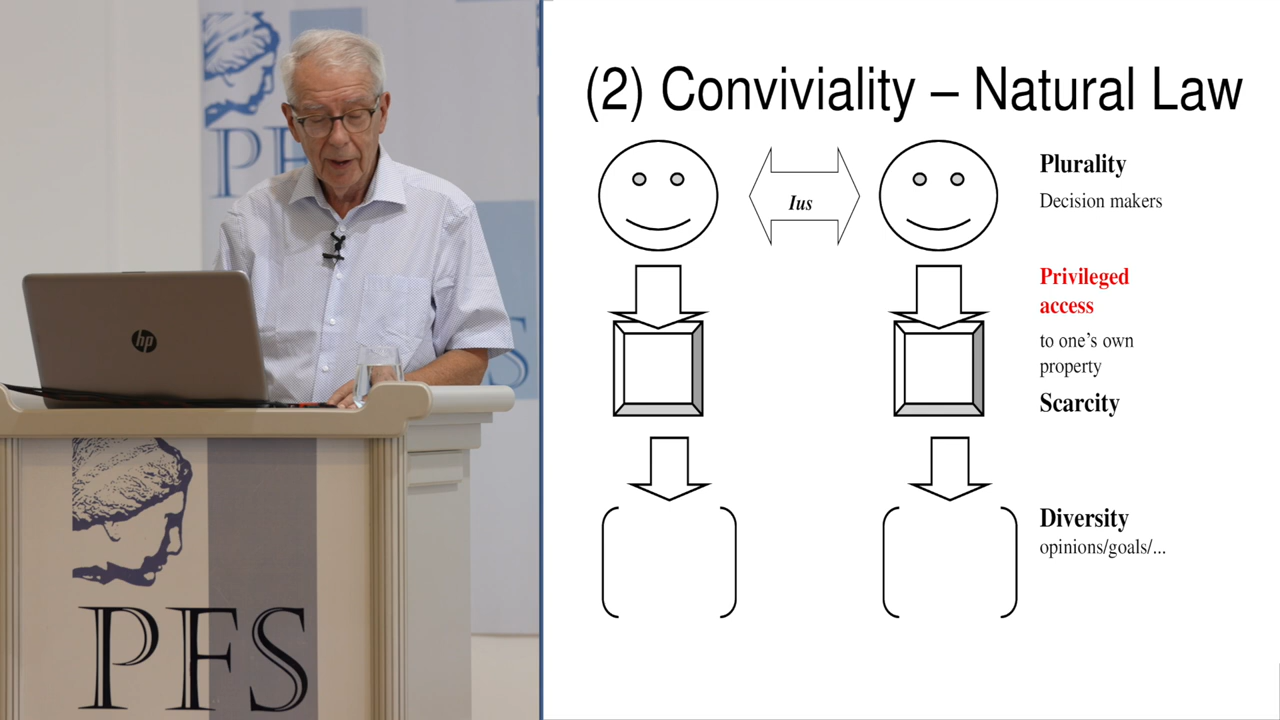 PFS
hp
PFS
(2) Conviviality – Natural Law
Ius
Plurality
Decision makers
Privileged
access
to one's own
property
Scarcity
Diversity
opinions/goals/...